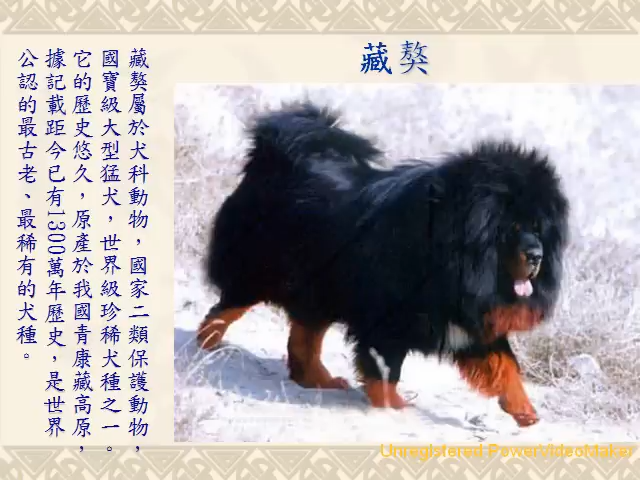 藏獒
藏獒屬於犬科動物，國家二類保護動物，
國寶級大型猛犬，世界級珍稀犬種之一。
它的歷史悠久，原產於我國青康藏高原，
據記載距今已有1300萬年歷史，是世界
公認的最古老、最稀有的犬種。
Unregistered PowerVideoMaker